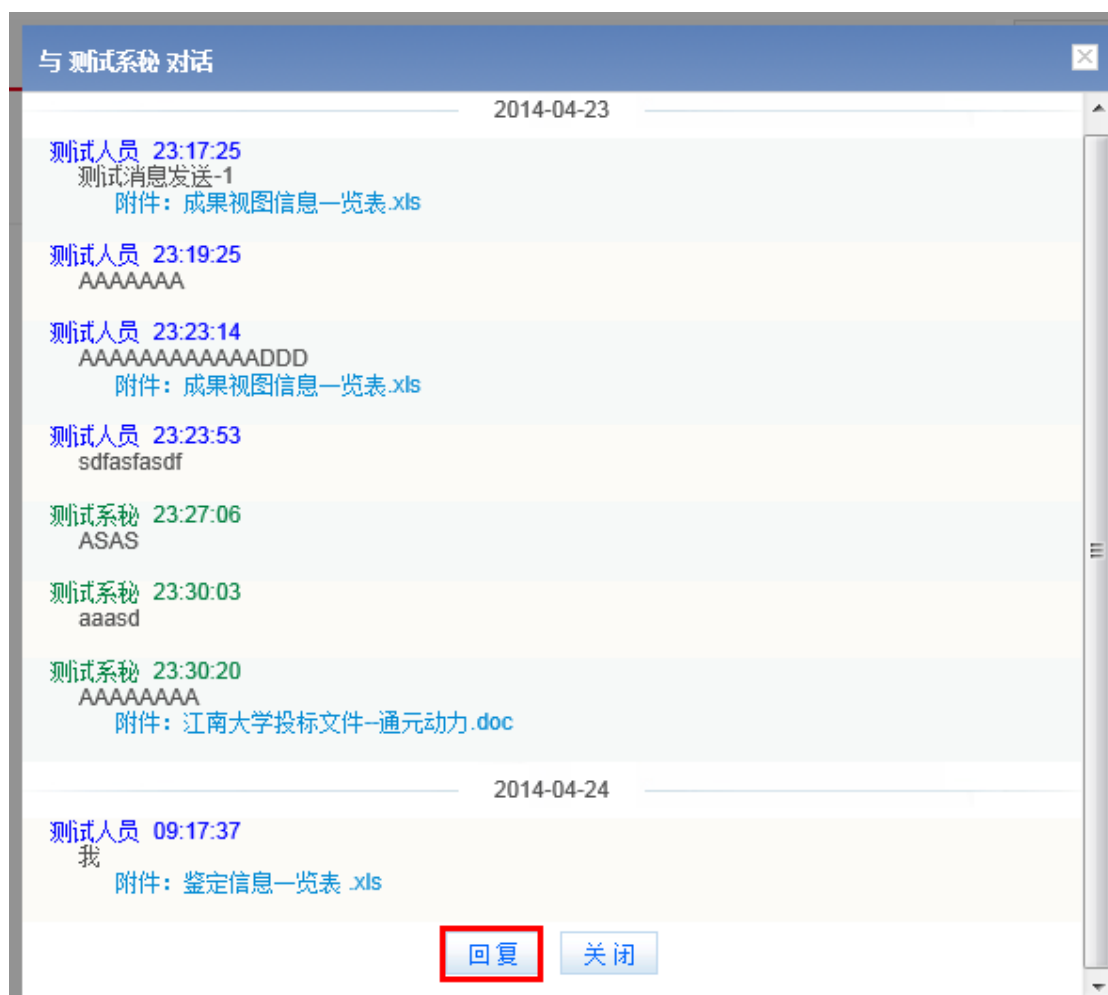 与 测试系秘 对话
2014-04-23
测试人员 23:17:25
测试消息发送-1
附件：成果视图信息一览表.xls
测试人员 23:19:25
AAAAAAA
测试人员 23:23:14
AAAAAAAAAAAADDD
附件：成果视图信息一览表.xls
测试人员 23:23:53
sdfasfasdf
测试系秘 23:27:06
ASAS
测试系秘 23:30:03
aaasd
测试系秘 23:30:20
AAAAAAAA
附件：江南大学投标文件--通元动力.doc
2014-04-24
测试人员 09:17:37
我
附件：鉴定信息一览表 .xls
回复 关闭